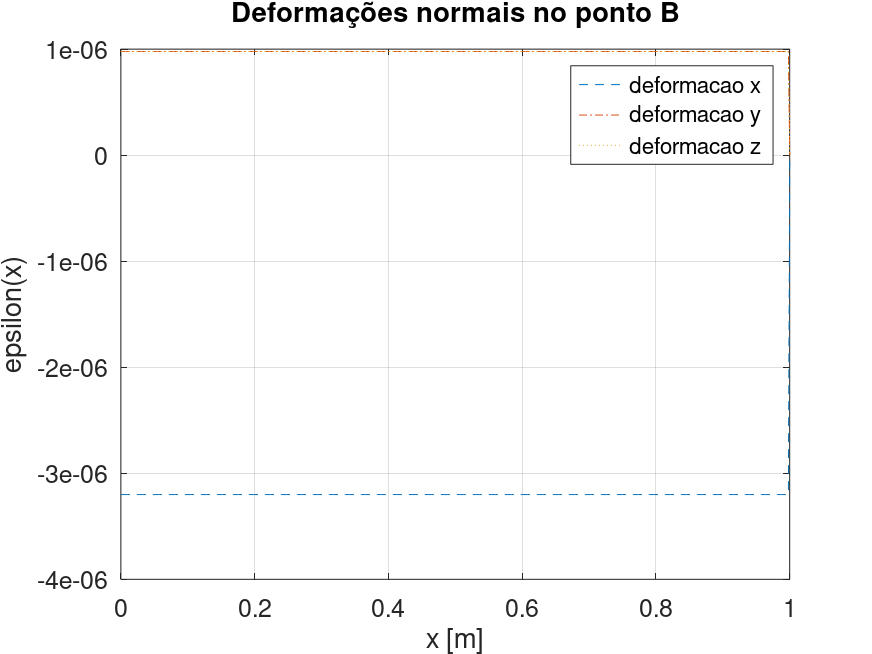 Deformações normais no ponto B
1e-06
0
-1e-06
-2e-06
-3e-06
-4e-06
epsilon(x)
deformacao x
deformacao y
deformacao z
0 0.2 0.4 0.6 0.8 1
x [m]